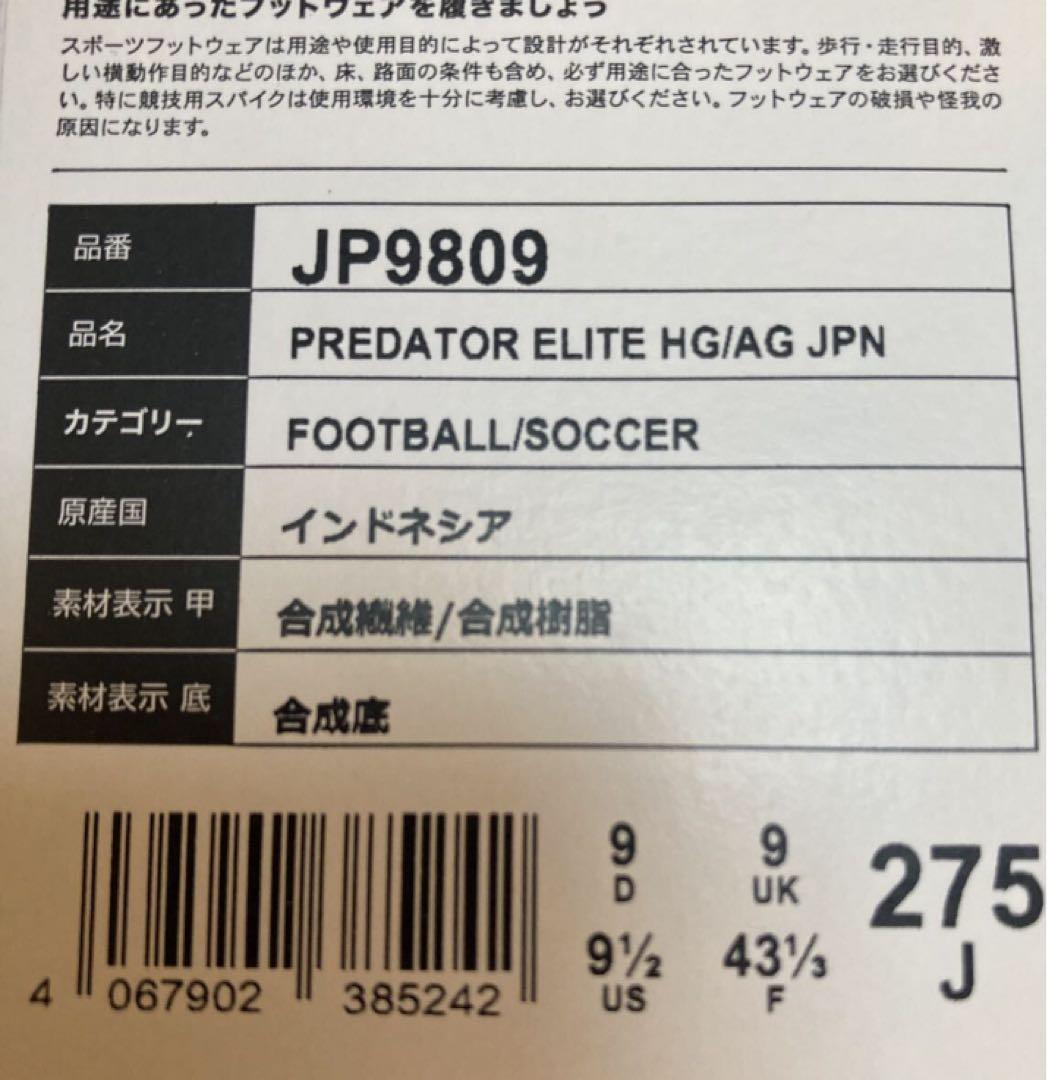 用途にあったフットウェアを履きましょう
スポーツフットウェアは用途や使用目的によって設計がそれぞれされています。歩行・走行目的、激
しい横動作目的などのほか、床、路面の条件も含め、必ず用途に合ったフットウェアをお選びくださ
い。特に競技用スパイクは使用環境を十分に考慮し、お選びください。フットウェアの破損や怪我の
原因になります。
品番 JP9809
品名 PREDATOR ELITE HG/AG JPN
カテゴリー FOOTBALL/SOCCER
原産国 インドネシア
素材表示 甲 合成繊維/合成樹脂
素材表示 底 合成底
9 9 275
D UK J
9½ 43⅓
US F
4 067902 385242